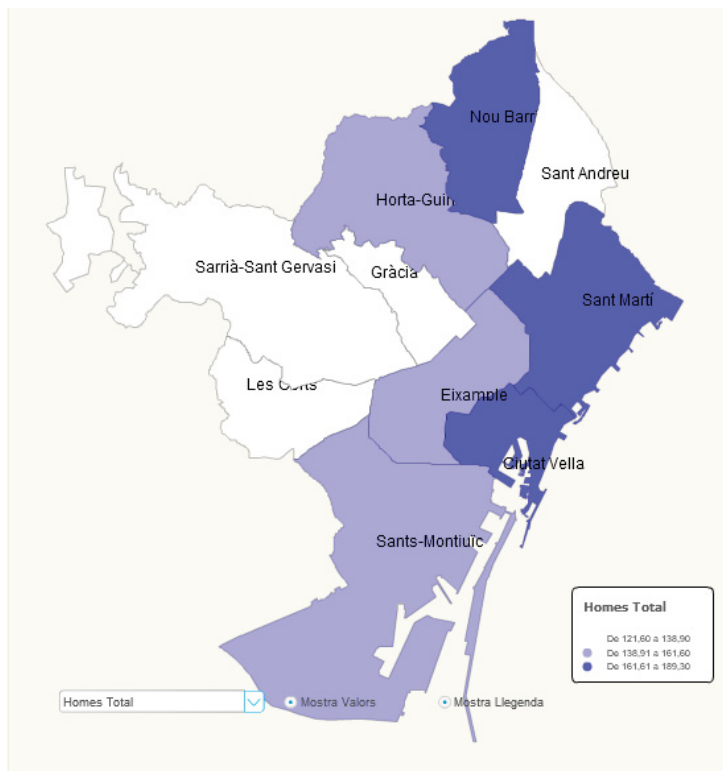 Nou Barr
Sant Andreu
Horta-Guin
Sarrià-Sant Gervasi
Gràcia
Sant Martí
Les Corts
Eixample
Ciutat Vella
Sants-Montiuïc
Homes Total
De 121,60 a 138,90
De 138,91 a 161,60
De 161,61 a 189,30
Homes Total
Mostra Valors
Mostra Llegenda